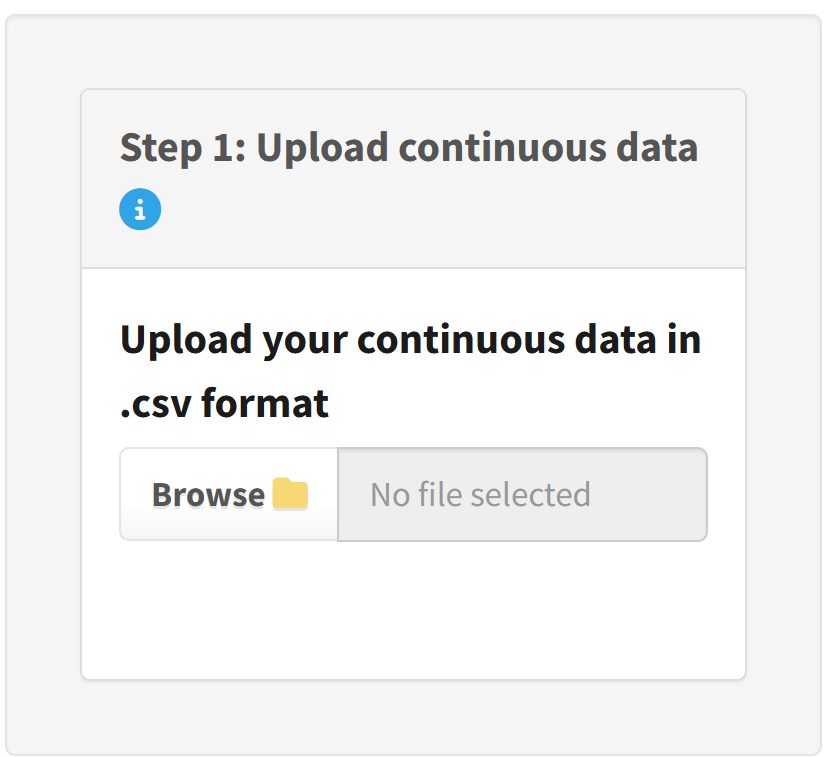 Step 1: Upload continuous data
Upload your continuous data in
.csv format
Browse
No file selected